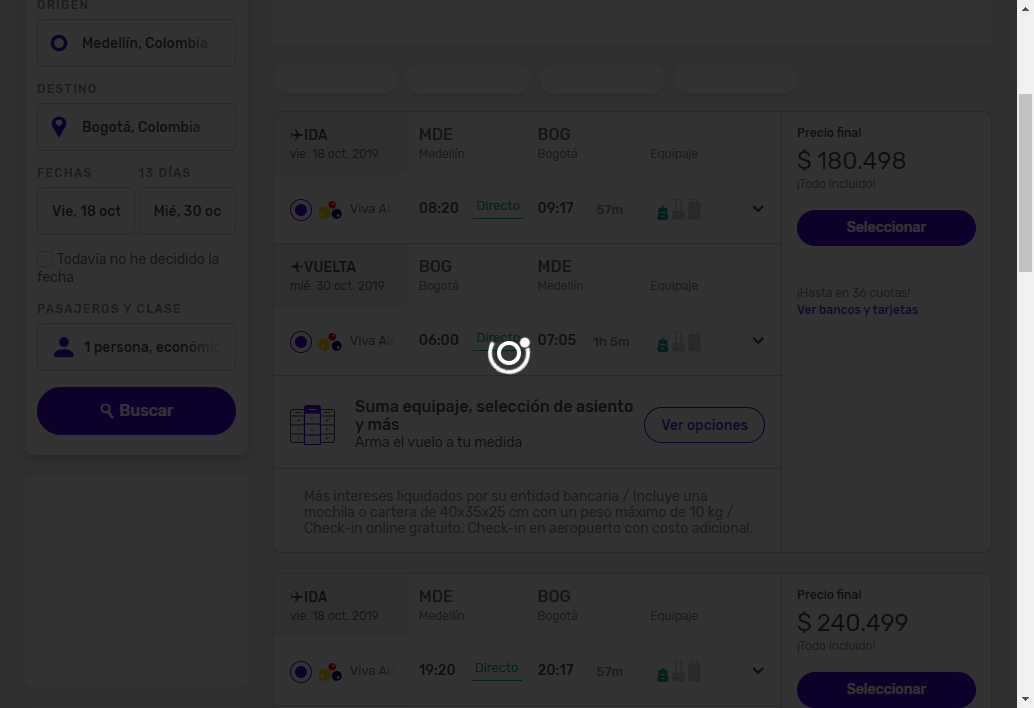 ORIGEN
Medellín, Colombia
DESTINO
Bogotá, Colombia
FECHAS
13 DÍAS
Vie, 18 oct
Mié, 30 oc
Todavía no he decidido la
fecha
PASAJEROS Y CLASE
1 persona, económic
Buscar
IDA
vie. 18 oct. 2019
MDE
Medellín
BOG
Bogotá
Equipaje
Viva Air
08:20
Directo
09:17
57m
VUELTA
mié. 30 oct. 2019
BOG
Bogotá
MDE
Medellín
Equipaje
Viva Air
06:00
Directo
07:05
1h 5m
Suma equipaje, selección de asiento
y más
Arma el vuelo a tu medida
Ver opciones
Más intereses liquidados por su entidad bancaria / Incluye una
mochila o cartera de 40x35x25 cm con un peso máximo de 10 kg /
Check-in online gratuito. Check-in en aeropuerto con costo adicional.
Precio final
$ 180.498
¡Todo incluido!
Seleccionar
¡Hasta en 36 cuotas!
Ver bancos y tarjetas
IDA
vie. 18 oct. 2019
MDE
Medellín
BOG
Bogotá
Equipaje
Viva Air
19:20
Directo
20:17
57m
Precio final
$ 240.499
¡Todo incluido!
Seleccionar